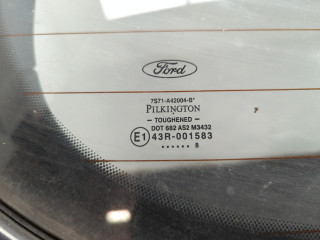 Ford
7S71-A42004-B*
PILKINGTON
- TOUGHENED -
DOT 682 AS2 M3432
E1 43R-001583
...... 8